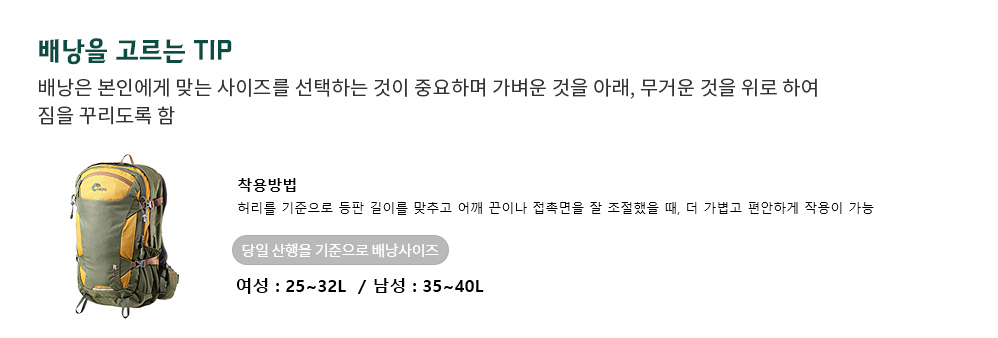 배낭을 고르는 TIP
배낭은 본인에게 맞는 사이즈를 선택하는 것이 중요하며 가벼운 것을 아래, 무거운 것을 위로 하여
짐을 꾸리도록 함
착용방법
허리를 기준으로 등판 길이를 맞추고 어깨 끈이나 접촉면을 잘 조절했을 때, 더 가볍고 편안하게 작용이 가능
당일 산행을 기준으로 배낭사이즈
여성 : 25~32L / 남성 : 35~40L